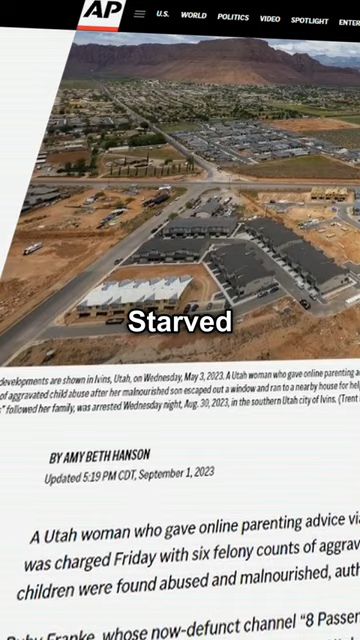 AP
U.S. WORLD POLITICS VIDEO SPOTLIGHT
Starved
developments are shown in Ivins, Utah, on Wednesday, May 3, 2023. A Utah woman who gave online parenting
of aggravated child abuse after her malnourished son escaped out a window and ran to a nearby house for
followed her family, was arrested Wednesday night, Aug. 30, 2023, in the southern Utah city of Ivins. (Trent
BY AMY BETH HANSON
Updated 5:19 PM CDT, September 1, 2023
A Utah woman who gave online parenting advice
was charged Friday with six felony counts of
children were found abused and malnourished,
Franke, whose now-defunct channel “8